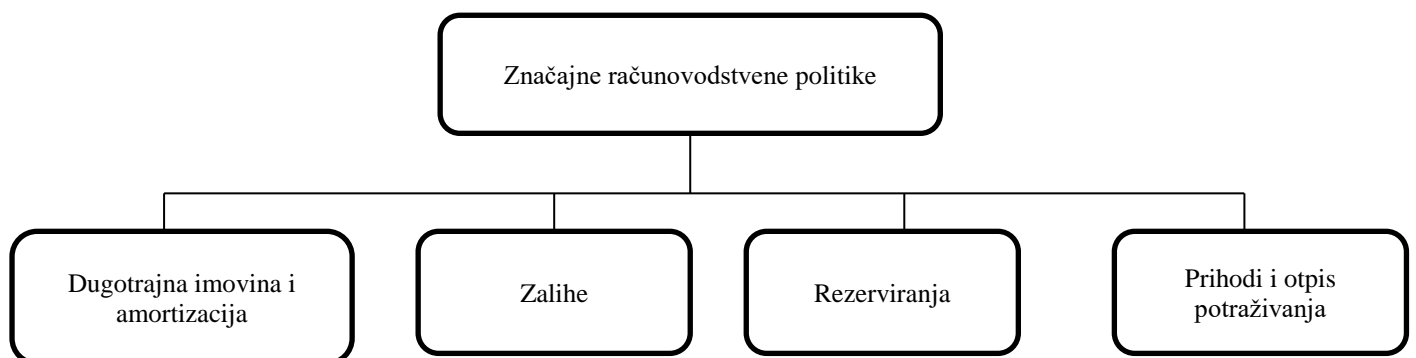 Značajne računovodstvene politike
Dugotrajna imovina i
amortizacija
Zalihe
Rezerviranja
Prihodi i otpis
potraživanja